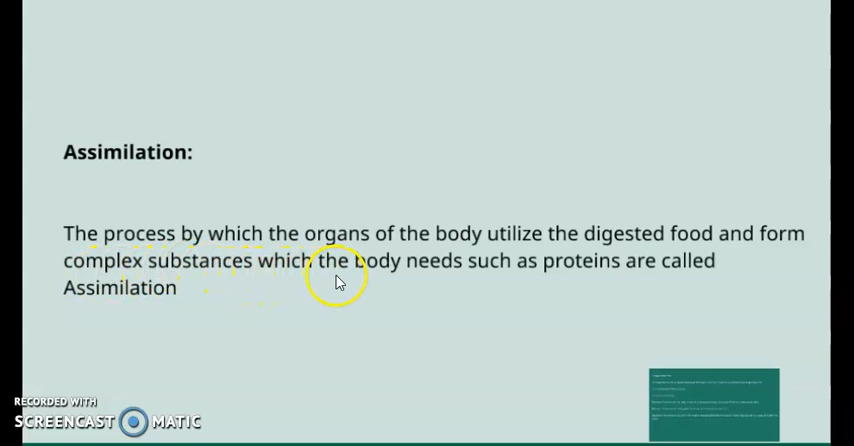 Assimilation:
The process by which the organs of the body utilize the digested food and form
complex substances which the body needs such as proteins are called
Assimilation
RECORDED WITH
SCREENCAST MATIC